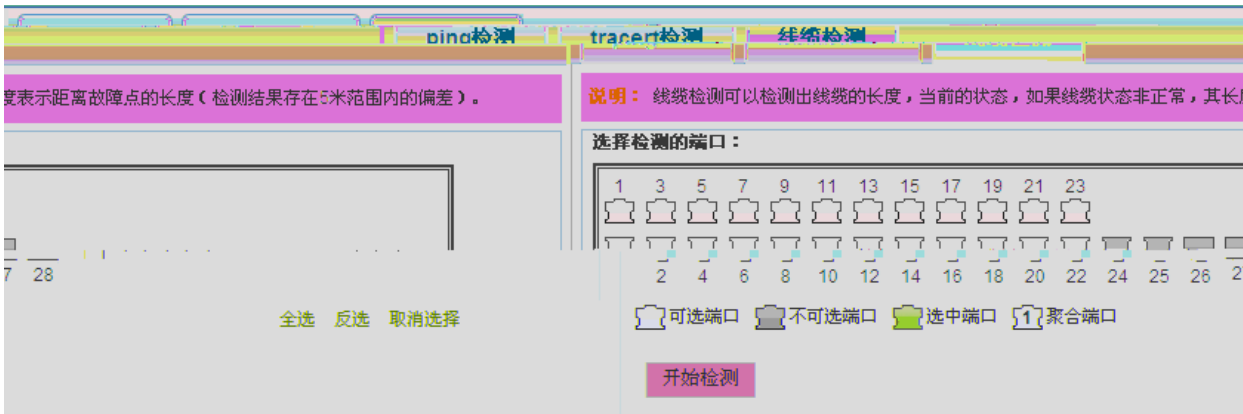 ping检测 tracert检测 线缆检测
度表示距离故障点的长度(检测结果存在5米范围内的偏差)。
说明: 线缆检测可以检测出线缆的长度,当前的状态,如果线缆状态非正常,其长
选择检测的端口:
1 3 5 7 9 11 13 15 17 19 21 23
2 4 6 8 10 12 14 16 18 20 22 24 25 26 2
7 28
全选 反选 取消选择
可选端口 不可选端口 选中端口 1 聚合端口
开始检测